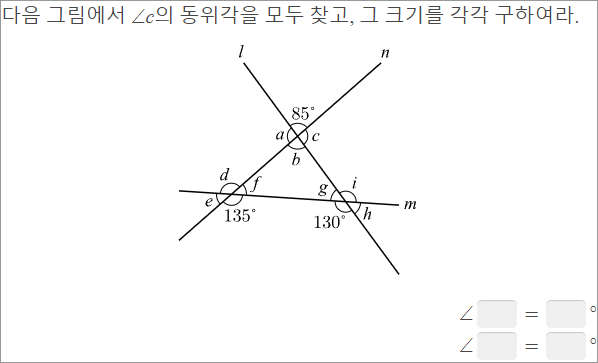 다음 그림에서 ∠c의 동위각을 모두 찾고, 그 크기를 각각 구하여라.
l n
85°
a c
b
d f g i
e 135° 130° h m
∠ = °
∠ = °